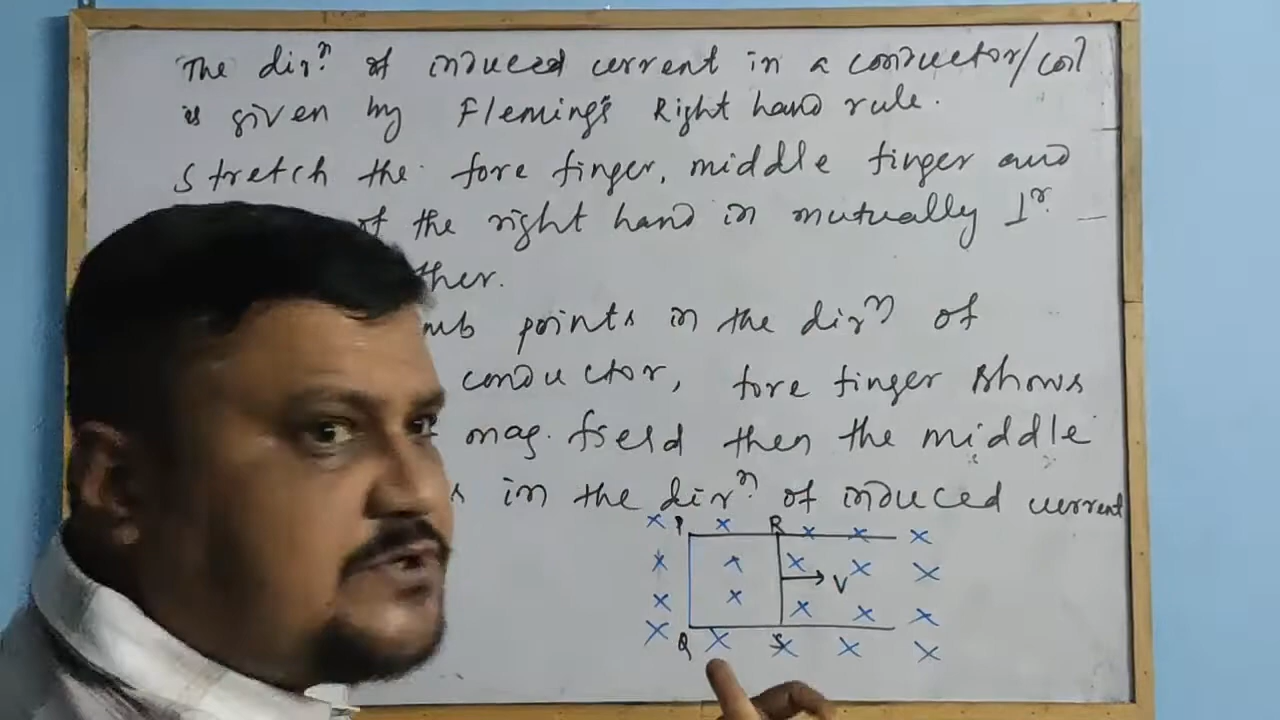 The dirⁿ of induced current in a conductor/coil
is given by Fleming's Right hand rule.
Stretch the fore finger, middle finger and
of the right hand in mutually ⊥ʳ
ther.
mb points in the dirⁿ of
conductor, fore finger shows
mag. field then the middle
s in the dirⁿ of induced current
P R
V
Q S